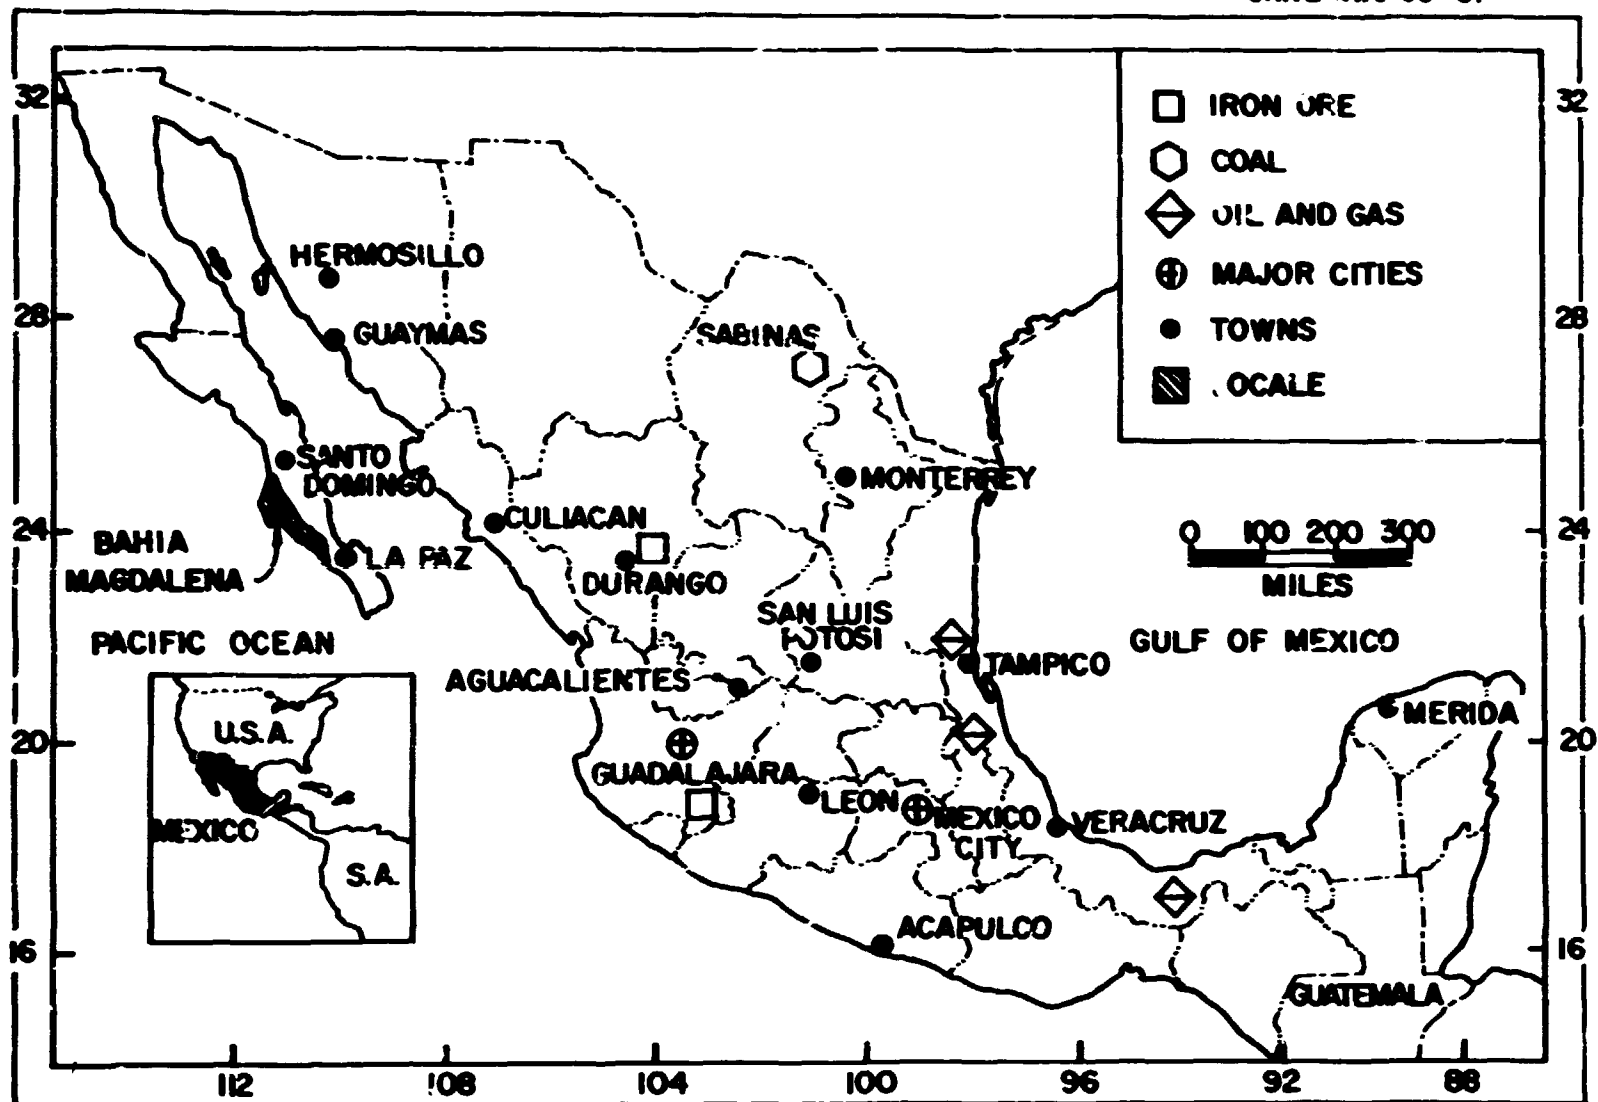 32
28
24
20
16
IRON ORE
COAL
OIL AND GAS
MAJOR CITIES
TOWNS
LOCALE
32
28
24
20
16
HERMOSILLO
GUAYMAS
SABINAS
SANTO
DOMINGO
MONTERREY
CULIACAN
BAHIA
MAGDALENA
LA PAZ
DURANGO
0 100 200 300
MILES
SAN LUIS
POTOSI
PACIFIC OCEAN
GULF OF MEXICO
AGUACALIENTES
TAMPICO
MERIDA
U.S.A.
MEXICO
S.A.
GUADALAJARA
LEON
MEXICO
CITY
VERACRUZ
ACAPULCO
GUATEMALA
112 108 104 100 96 92 88